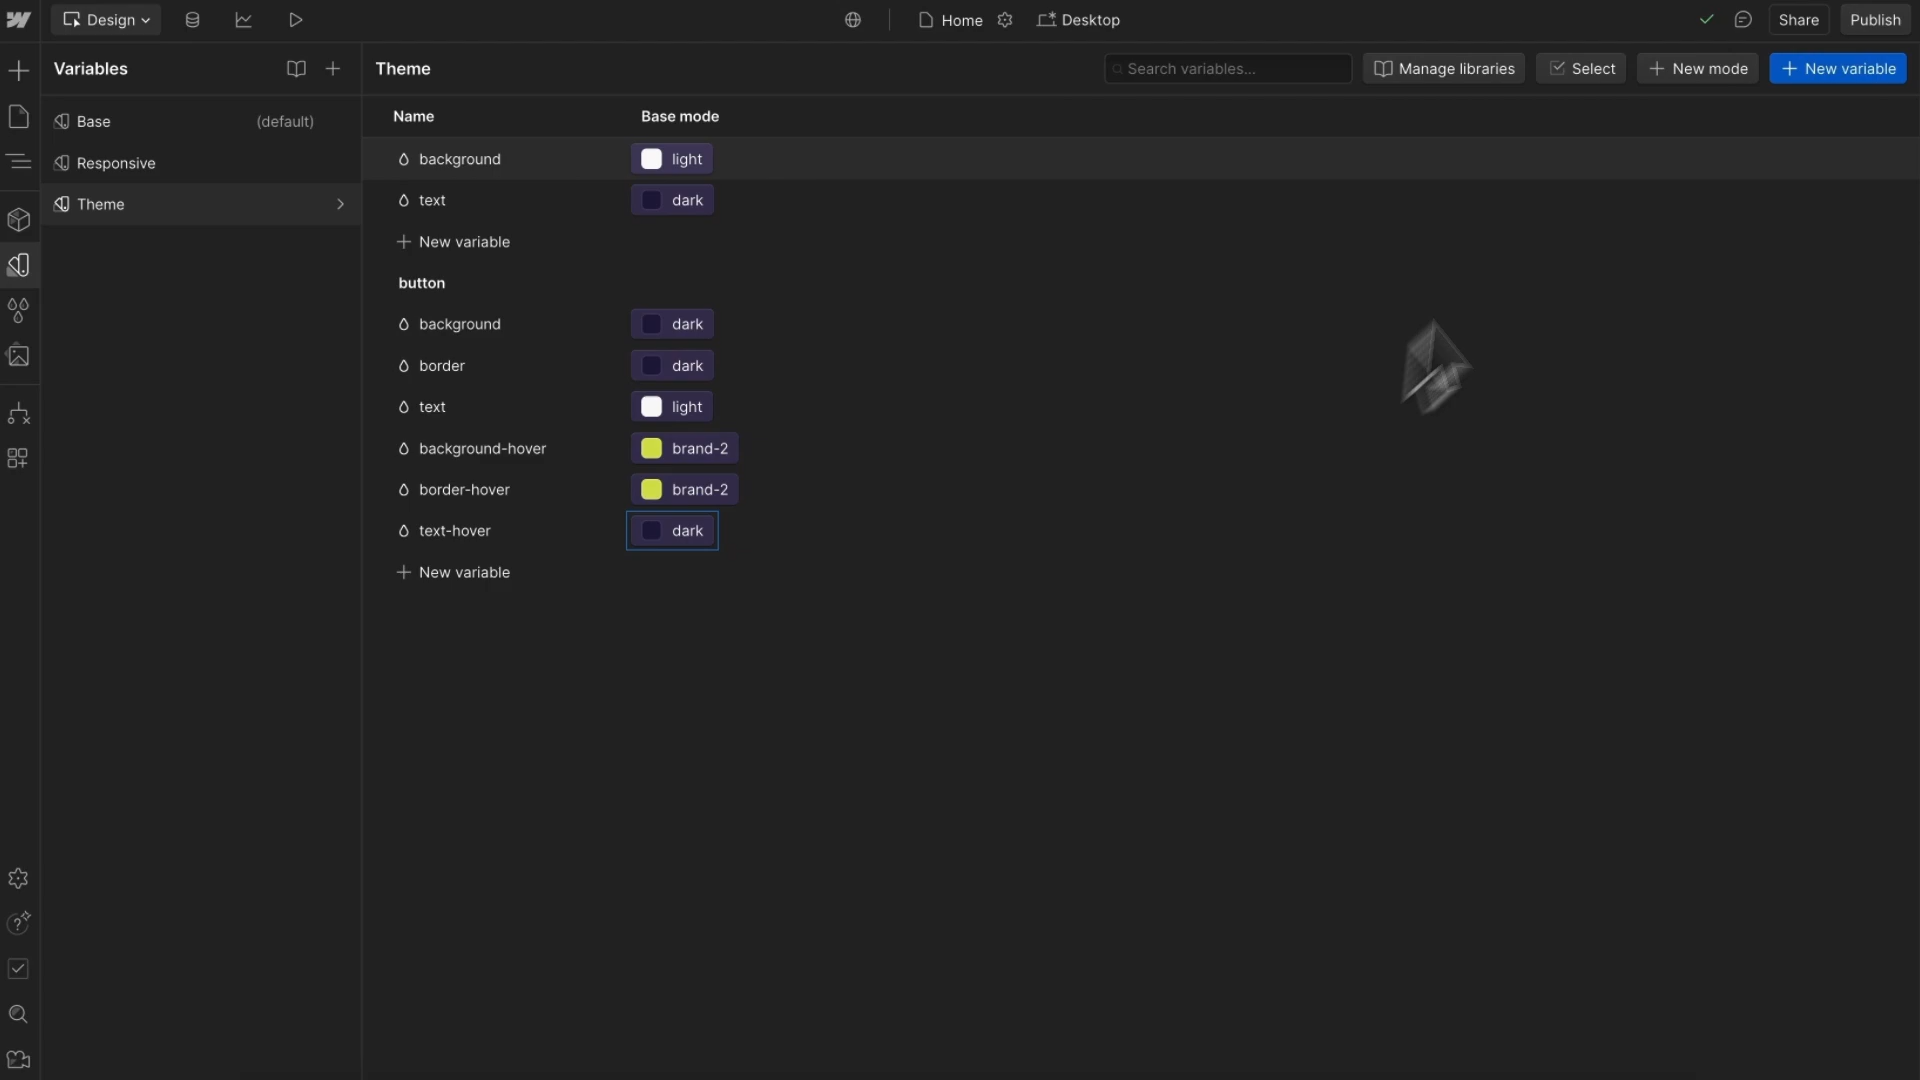 Design
Home
Desktop
Share
Publish
Variables
Theme
Search variables...
Manage libraries
Select
New mode
New variable
Base
(default)
Responsive
Theme
Name
Base mode
background
light
text
dark
New variable
button
background
dark
border
dark
text
light
background-hover
brand-2
border-hover
brand-2
text-hover
dark
New variable